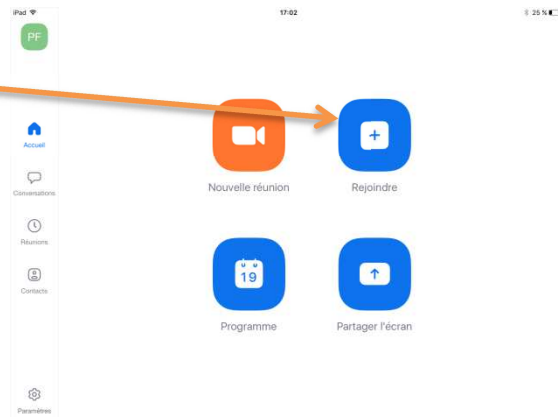 iPad 17:02 25 %
PF
Accueil
Conversations
Réunions
Contacts
Paramètres
Nouvelle réunion Rejoindre
19
Programme Partager l'écran